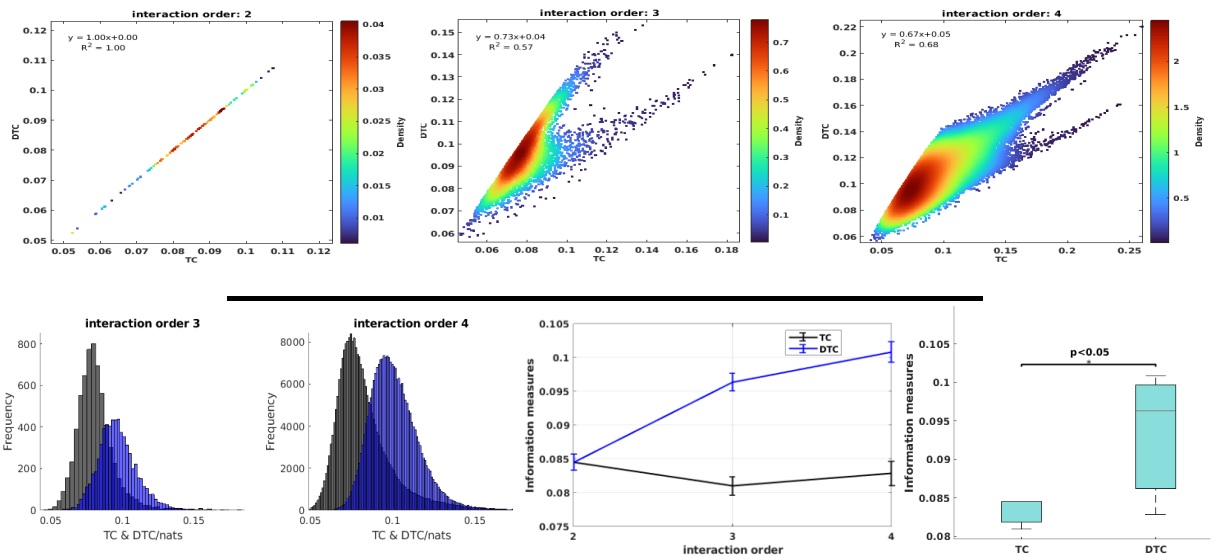 interaction order: 2
y = 1.00x+0.00
R² = 1.00
0.12
0.11
0.1
0.09
0.08
0.07
0.06
0.05
DTC
0.05 0.06 0.07 0.08 0.09 0.1 0.11 0.12
TC
0.04
0.035
0.03
0.025
0.02
0.015
0.01
Density
interaction order: 3
y = 0.73x+0.04
R² = 0.57
0.15
0.14
0.13
0.12
0.11
0.1
0.09
0.08
0.07
0.06
DTC
0.06 0.08 0.1 0.12 0.14 0.16 0.18
TC
0.7
0.6
0.5
0.4
0.3
0.2
0.1
Density
interaction order: 4
y = 0.67x+0.05
R² = 0.68
0.22
0.2
0.18
0.16
0.14
0.12
0.1
0.08
0.06
DTC
0.05 0.1 0.15 0.2 0.25
TC
2
1.5
1
0.5
Density
interaction order 3
800
600
400
200
0
Frequency
0.05 0.1 0.15
TC & DTC/nats
interaction order 4
8000
6000
4000
2000
0
Frequency
0.05 0.1 0.15
TC & DTC/nats
0.105
0.1
0.095
0.09
0.085
0.08
0.075
Information measures
TC
DTC
2 3 4
interaction order
0.105
0.1
0.095
0.09
0.085
0.08
Information measures
p<0.05
*
TC DTC